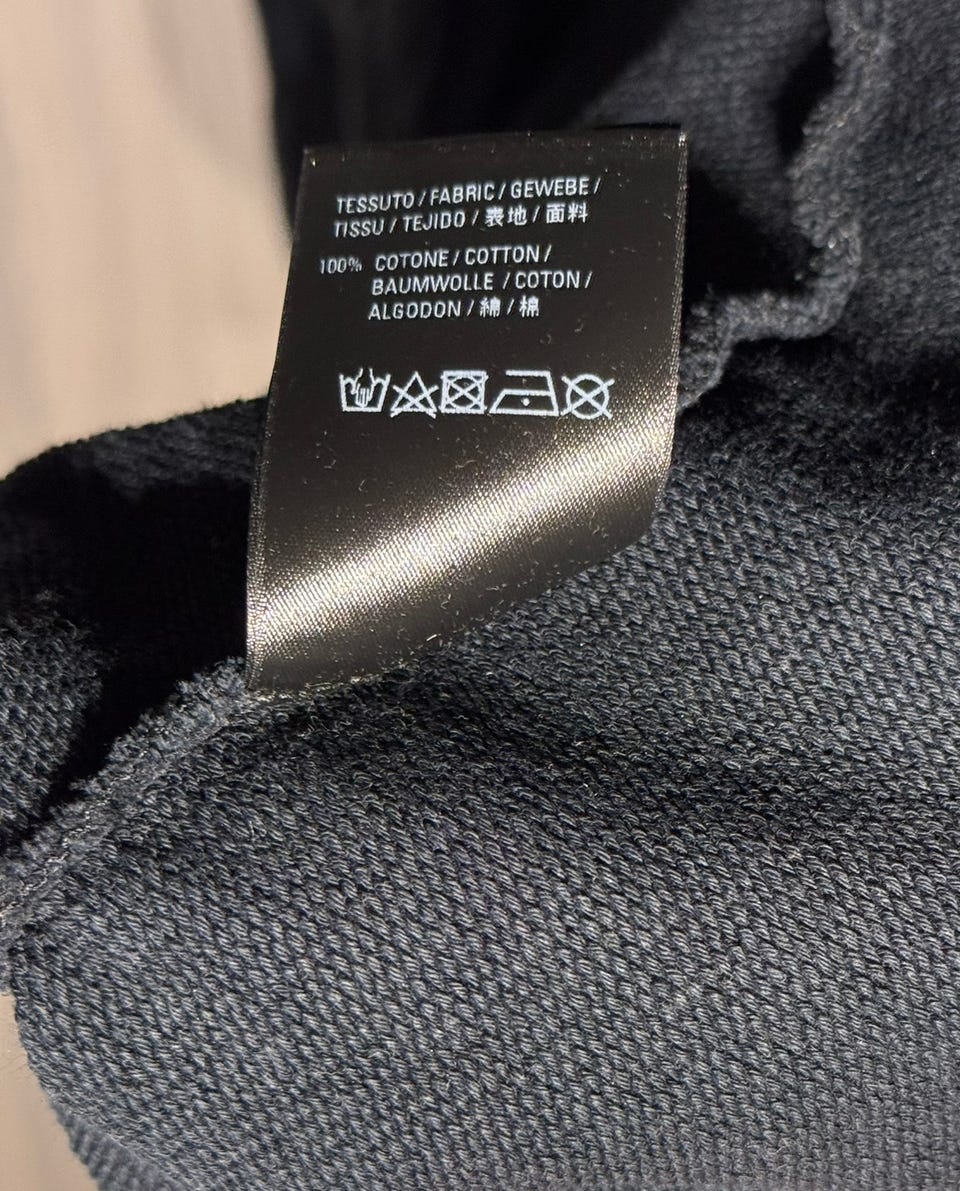 TESSUTO / FABRIC / GEWEBE /
TISSU / TEJIDO / 表地 / 面料
100% COTONE / COTTON /
BAUMWOLLE / COTON /
ALGODON / 綿 / 棉